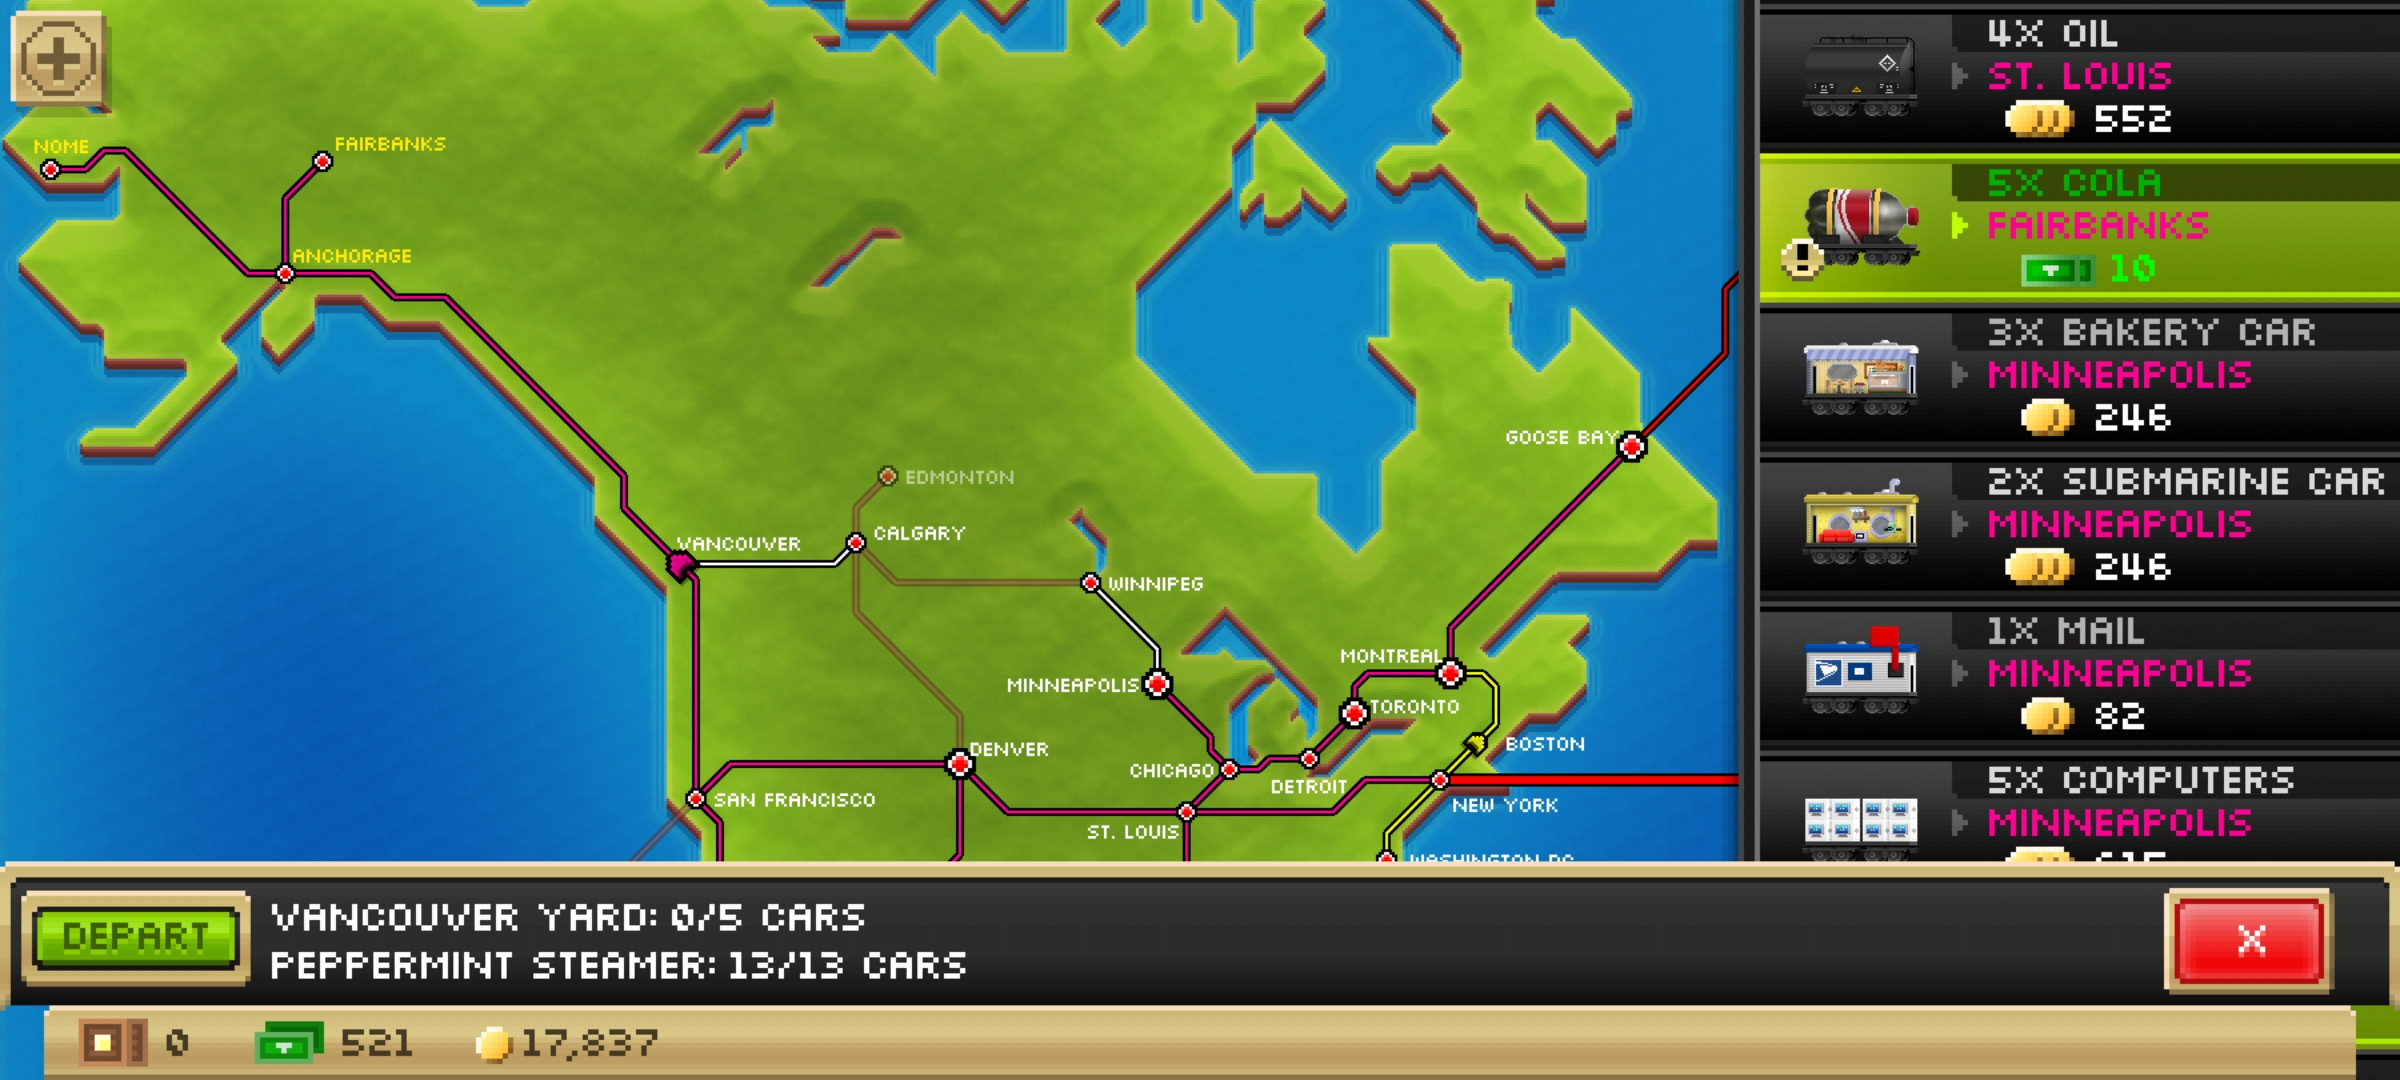 NOME
FAIRBANKS
ANCHORAGE
EDMONTON
GOOSE BAY
VANCOUVER
CALGARY
WINNIPEG
MINNEAPOLIS
MONTREAL
TORONTO
BOSTON
DENVER
CHICAGO
DETROIT
SAN FRANCISCO
NEW YORK
ST. LOUIS
WASHINGTON DC
4X OIL
ST. LOUIS
552
5X COLA
FAIRBANKS
10
3X BAKERY CAR
MINNEAPOLIS
246
2X SUBMARINE CAR
MINNEAPOLIS
246
1X MAIL
MINNEAPOLIS
82
5X COMPUTERS
MINNEAPOLIS
DEPART
VANCOUVER YARD: 0/5 CARS
PEPPERMINT STEAMER: 13/13 CARS
X
0
521
17,837